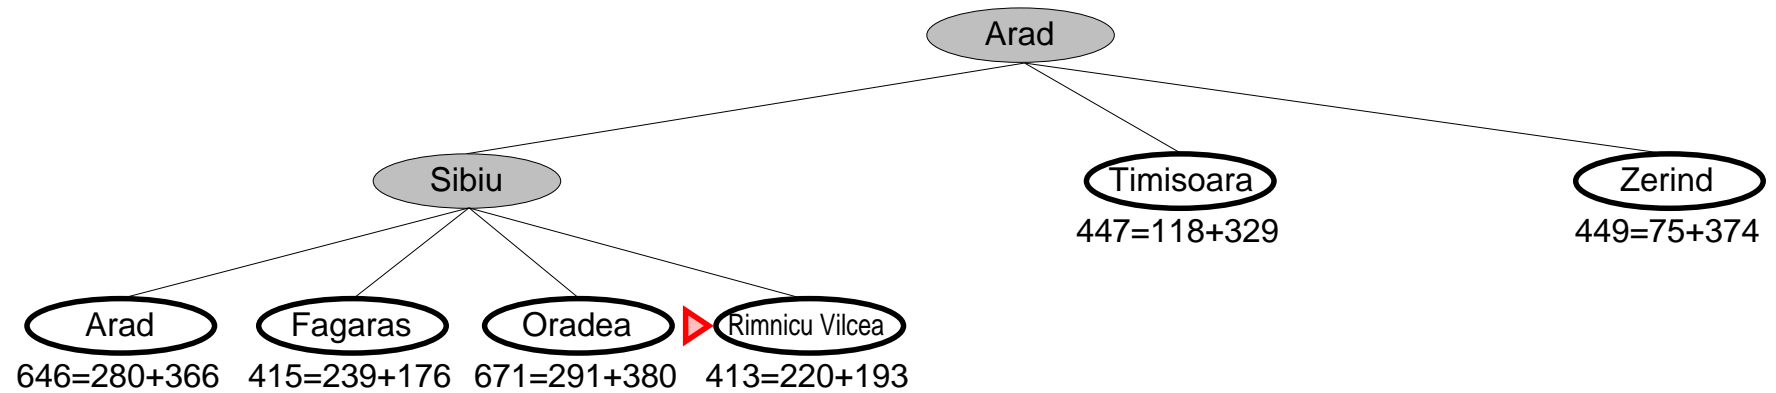 Arad
Sibiu
Timisoara
Zerind
447=118+329
449=75+374
Arad
Fagaras
Oradea
Rimnicu Vilcea
646=280+366
415=239+176
671=291+380
413=220+193